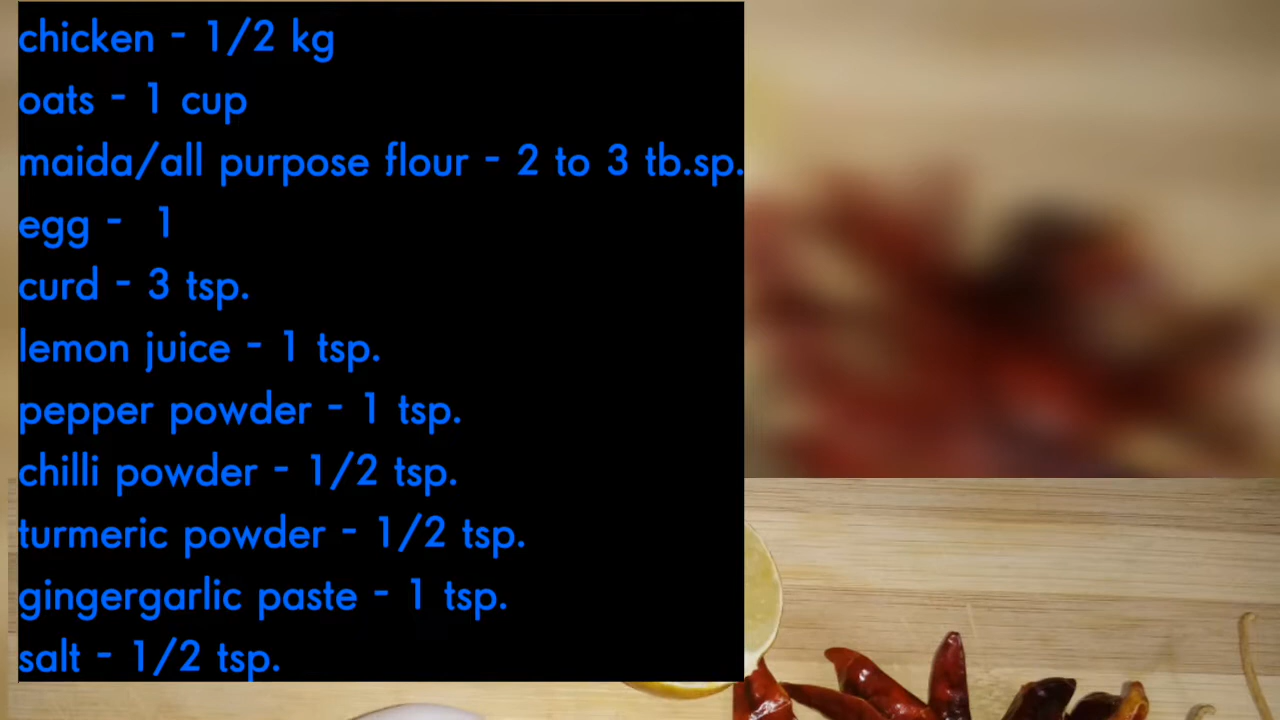 chicken - 1/2 kg
oats - 1 cup
maida/all purpose flour - 2 to 3 tb.sp.
egg -  1
curd - 3 tsp.
lemon juice - 1 tsp.
pepper powder - 1 tsp.
chilli powder - 1/2 tsp.
turmeric powder - 1/2 tsp.
gingergarlic paste - 1 tsp.
salt - 1/2 tsp.